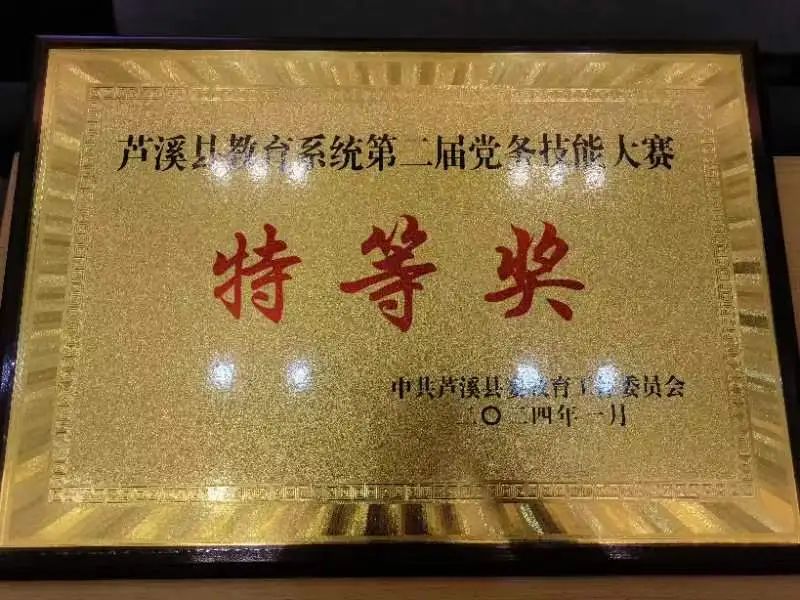 芦溪县教育系统第二届党务技能大赛
特等奖
中共芦溪县委教育工作委员会
二〇二四年一月